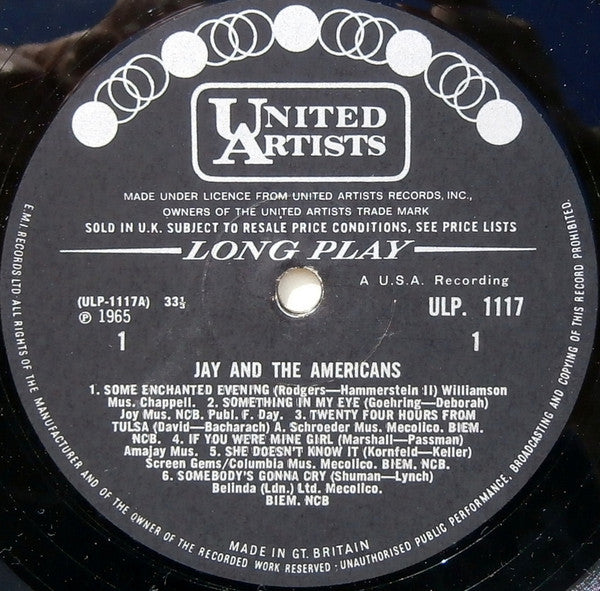 UNITED
ARTISTS
MADE UNDER LICENCE FROM UNITED ARTISTS RECORDS, INC.,
OWNERS OF THE UNITED ARTISTS TRADE MARK
SOLD IN U.K. SUBJECT TO RESALE PRICE CONDITIONS, SEE PRICE LISTS
LONG PLAY
A U.S.A. Recording
(ULP-1117A) 33⅓
ULP. 1117
℗ 1965
1 1
JAY AND THE AMERICANS
1. SOME ENCHANTED EVENING (Rodgers—Hammerstein II) Williamson
Mus. Chappell. 2. SOMETHING IN MY EYE (Goehring—Deborah)
Joy Mus. NCB. Publ. F. Day. 3. TWENTY FOUR HOURS FROM
TULSA (David—Bacharach) A. Schroeder Mus. Mecolico. BIEM.
NCB. 4. IF YOU WERE MINE GIRL (Marshall—Passman)
Amajay Mus. 5. SHE DOESN'T KNOW IT (Kornfeld—Keller)
Screen Gems/Columbia Mus. Mecolico. BIEM. NCB.
6. SOMEBODY'S GONNA CRY (Shuman—Lynch)
Belinda (Ldn.) Ltd. Mecolico.
BIEM. NCB
MADE IN GT. BRITAIN
E.M.I. RECORDS LTD ALL RIGHTS OF THE MANUFACTURER AND OF THE OWNER OF THE RECORDED WORK RESERVED · UNAUTHORISED PUBLIC PERFORMANCE, BROADCASTING AND COPYING OF THIS RECORD PROHIBITED.